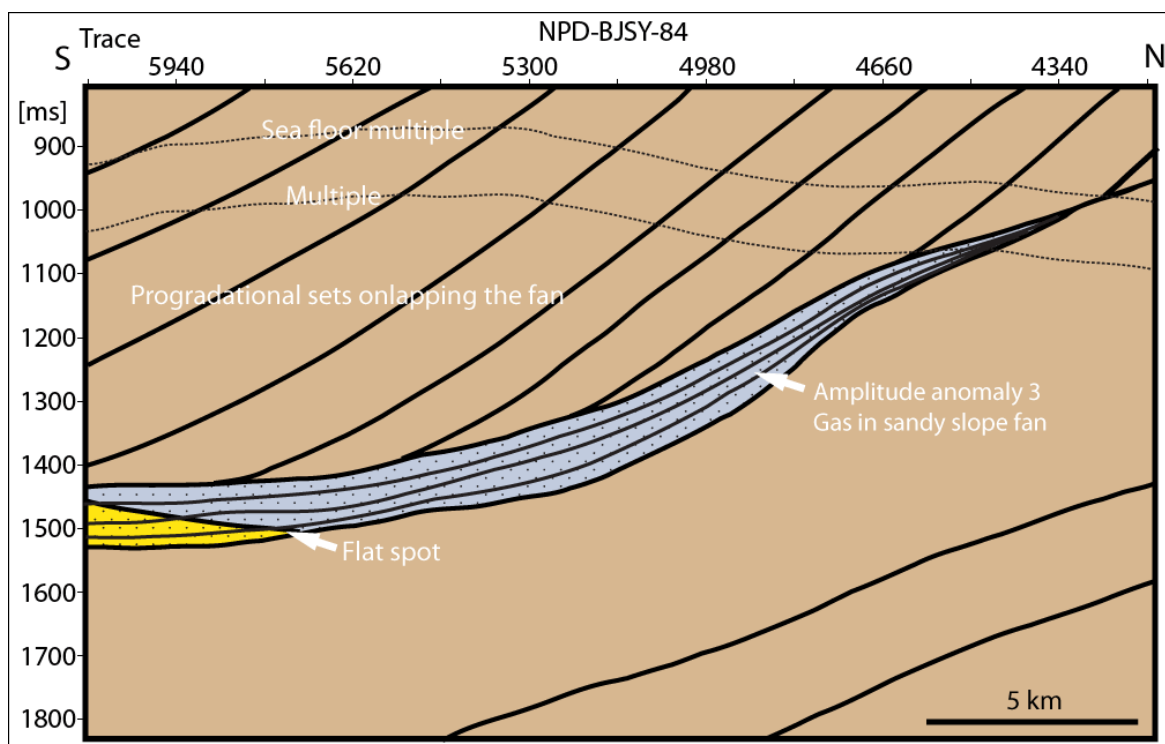 NPD-BJSY-84
Trace
S
5940 5620 5300 4980 4660 4340
N
[ms]
900
Sea floor multiple
Multiple
1000
1100
Progradational sets onlapping the fan
1200
1300
Amplitude anomaly 3
Gas in sandy slope fan
1400
1500
Flat spot
1600
1700
5 km
1800